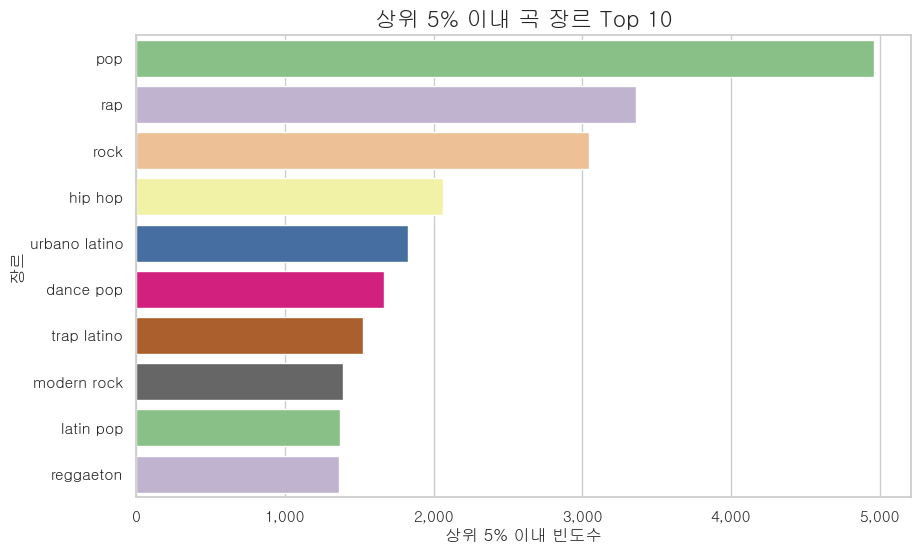 상위 5% 이내 곡 장르 Top 10
장르
pop
rap
rock
hip hop
urbano latino
dance pop
trap latino
modern rock
latin pop
reggaeton
0 1,000 2,000 3,000 4,000 5,000
상위 5% 이내 빈도수